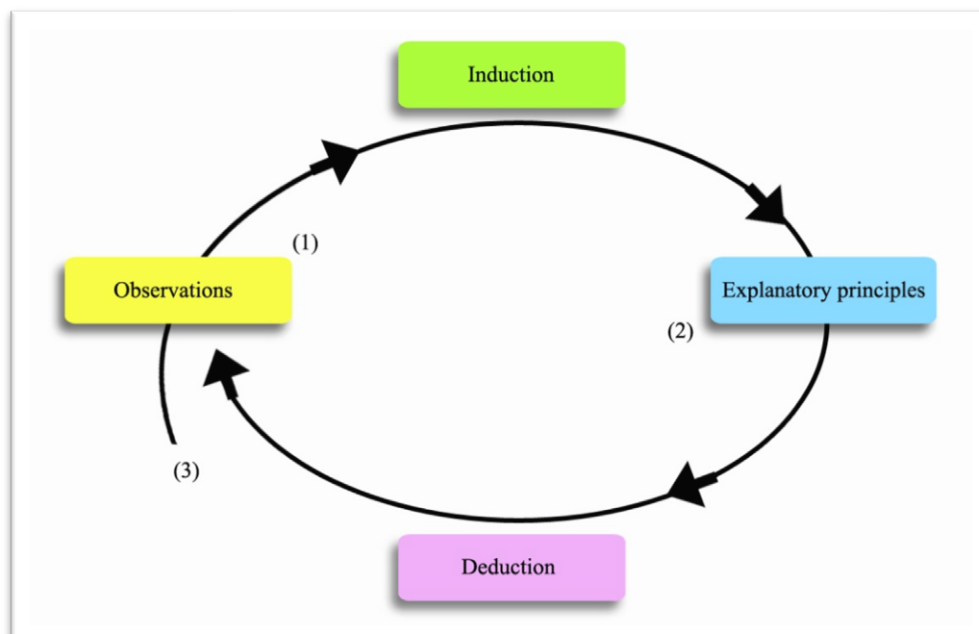 Induction
(1)
Observations
Explanatory principles
(2)
(3)
Deduction